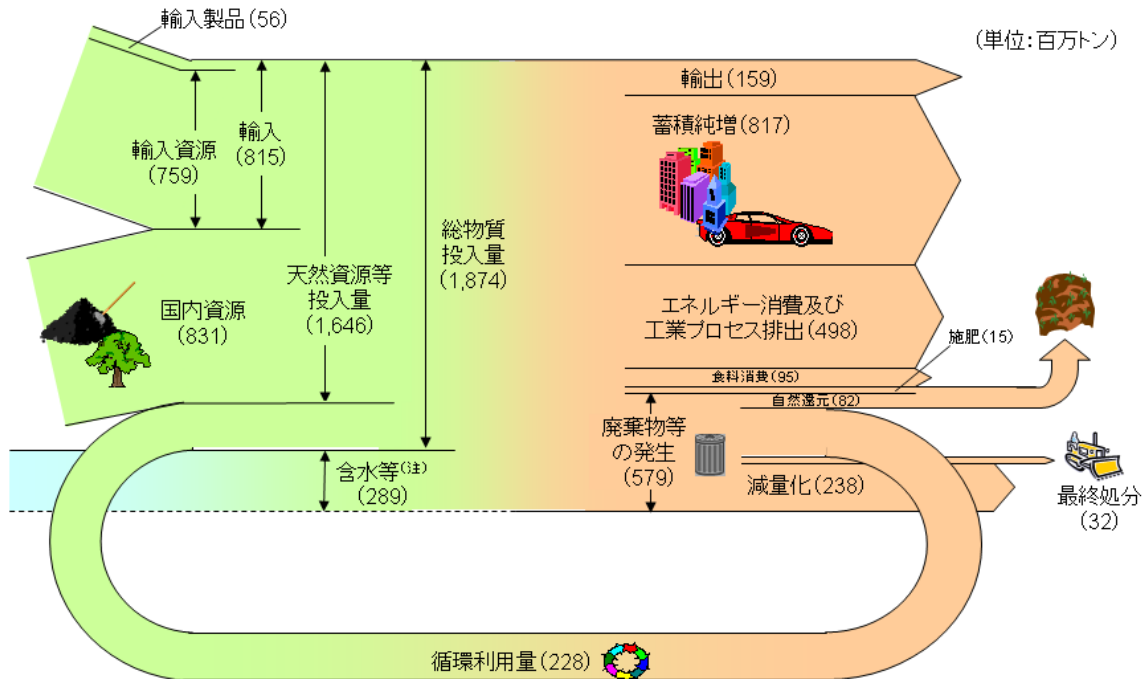 輸入製品(56)
(単位:百万トン)
輸出(159)
蓄積純増(817)
輸入
(815)
輸入資源
(759)
総物質
投入量
(1,874)
天然資源等
投入量
(1,646)
国内資源
(831)
エネルギー消費及び
工業プロセス排出(498)
施肥(15)
食料消費(95)
自然還元(82)
廃棄物等
の発生
(579)
含水等(注)
(289)
減量化(238)
最終処分
(32)
循環利用量(228)